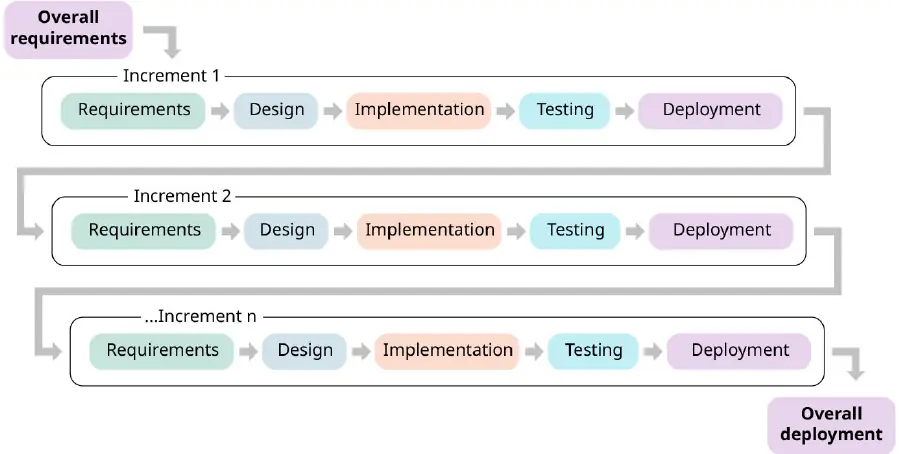 Overall
requirements
Increment 1
Requirements Design Implementation Testing Deployment
Increment 2
Requirements Design Implementation Testing Deployment
...Increment n
Requirements Design Implementation Testing Deployment
Overall
deployment